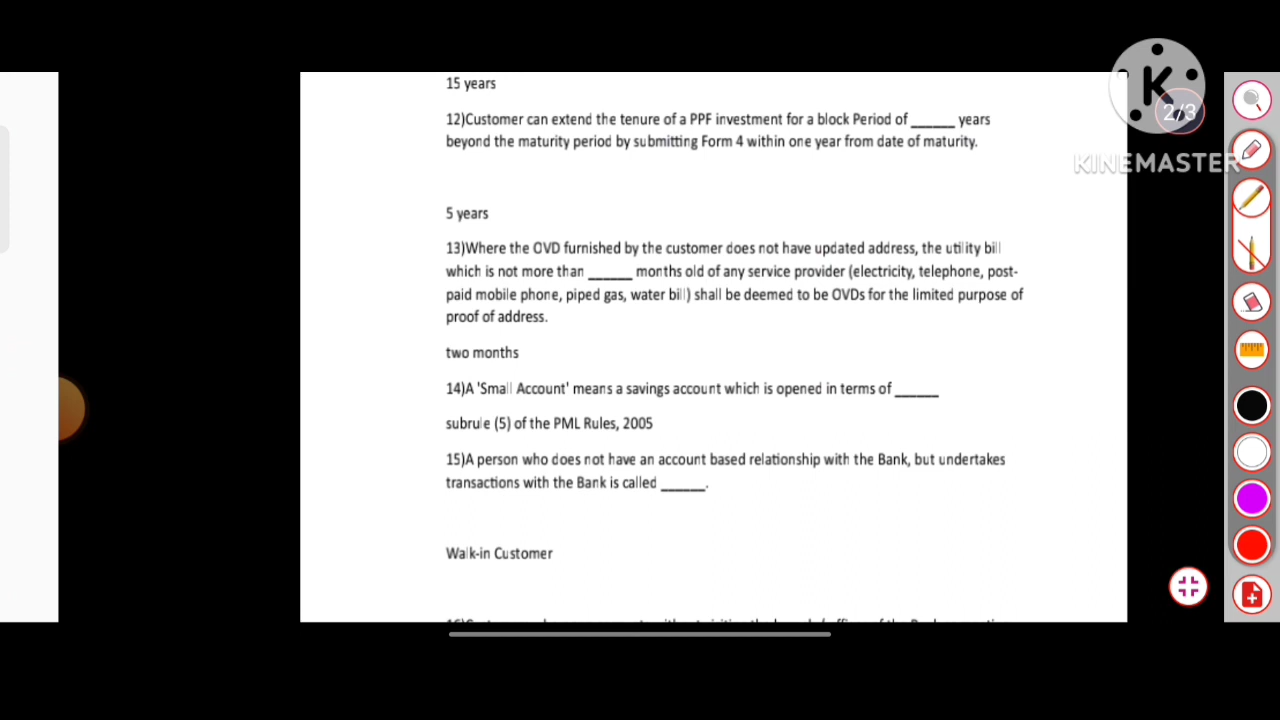 15 years
12)Customer can extend the tenure of a PPF investment for a block Period of ______ years
beyond the maturity period by submitting Form 4 within one year from date of maturity.
5 years
13)Where the OVD furnished by the customer does not have updated address, the utility bill
which is not more than ______ months old of any service provider (electricity, telephone, post-
paid mobile phone, piped gas, water bill) shall be deemed to be OVDs for the limited purpose of
proof of address.
two months
14)A 'Small Account' means a savings account which is opened in terms of ______
subrule (5) of the PML Rules, 2005
15)A person who does not have an account based relationship with the Bank, but undertakes
transactions with the Bank is called ______.
Walk-in Customer
K
2/3
KINEMASTER